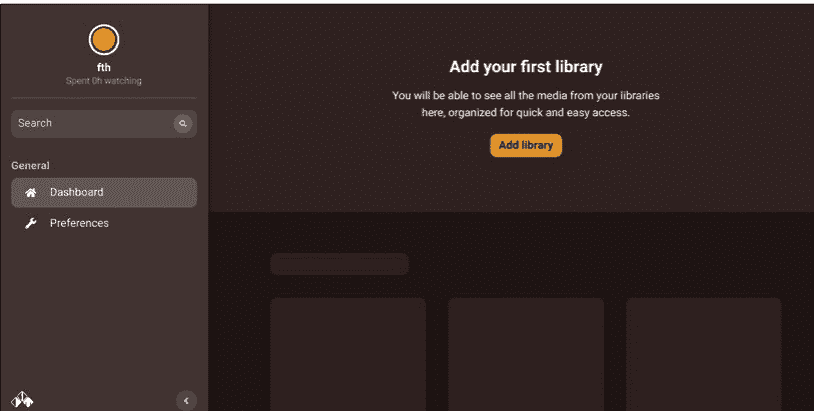 fth
Spent 0h watching
Search
General
Dashboard
Preferences
Add your first library
You will be able to see all the media from your libraries
here, organized for quick and easy access.
Add library